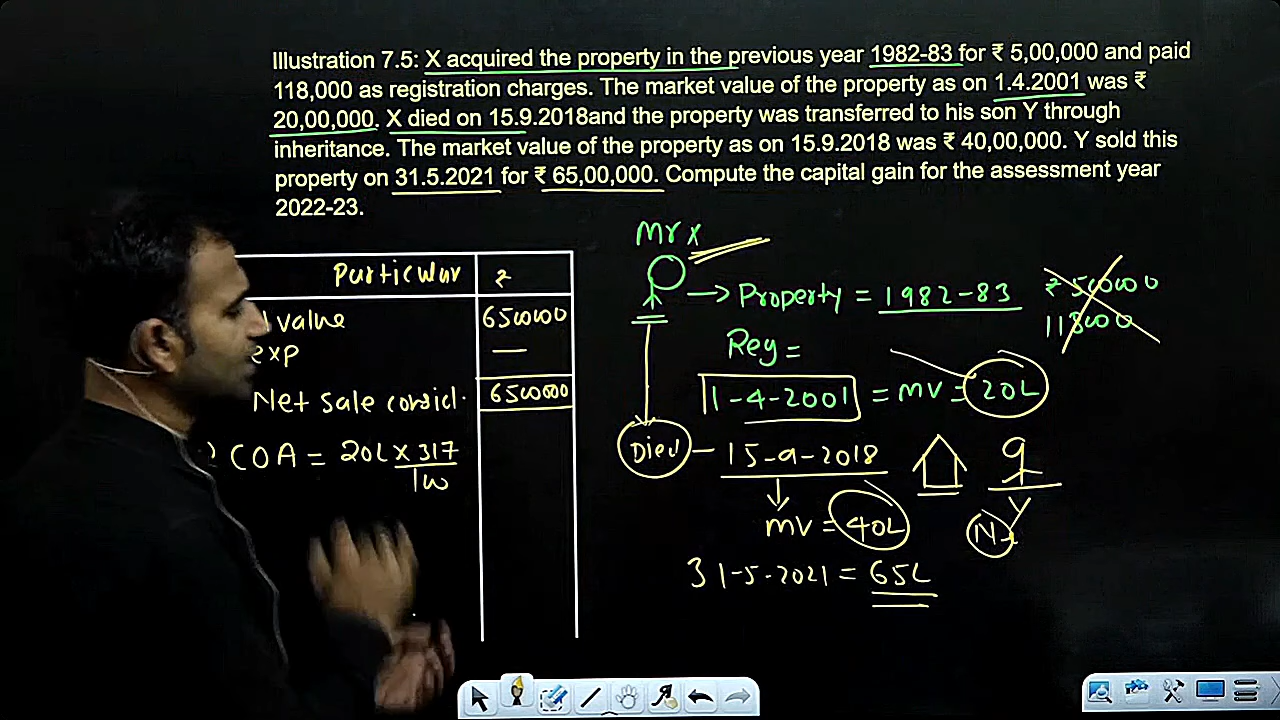 Illustration 7.5: X acquired the property in the previous year 1982-83 for ₹ 5,00,000 and paid
118,000 as registration charges. The market value of the property as on 1.4.2001 was ₹
20,00,000. X died on 15.9.2018and the property was transferred to his son Y through
inheritance. The market value of the property as on 15.9.2018 was ₹ 40,00,000. Y sold this
property on 31.5.2021 for ₹ 65,00,000. Compute the capital gain for the assessment year
2022-23.
Particular ₹
value 6500000
exp —
Net Sale consid. 6500000
COA = 20L × 317
100
Mr X
→ Property = 1982-83 ₹ 500000
118000
Reg =
1-4-2001 = MV = 20L
Died – 15-9-2018
Y
MV = 40L
31-5-2021 = 65L